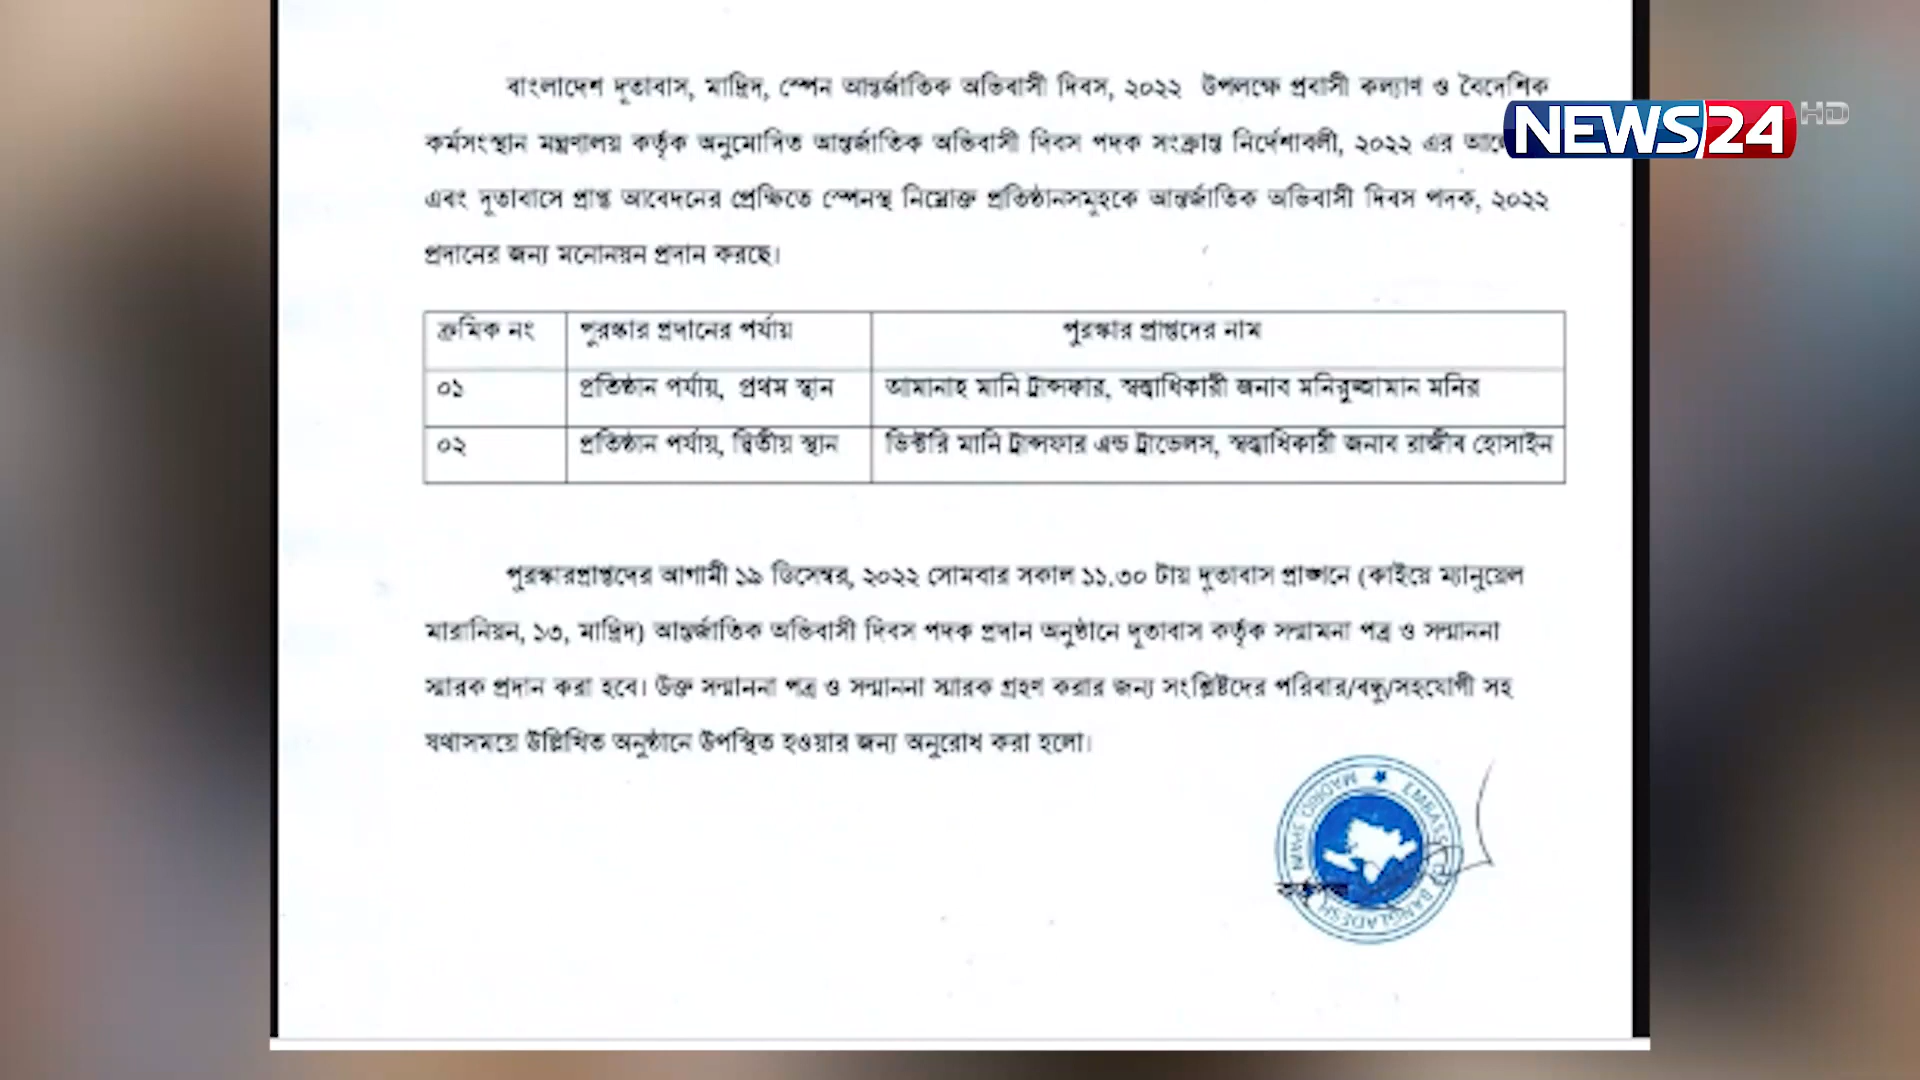 বাংলাদেশ দূতাবাস, মাদ্রিদ, স্পেন আন্তর্জাতিক অভিবাসী দিবস, ২০২২ উপলক্ষে প্রবাসী কল্যাণ ও বৈদেশিক
NEWS24 HD
কর্মসংস্থান মন্ত্রণালয় কর্তৃক অনুমোদিত আন্তর্জাতিক অভিবাসী দিবস পদক সংক্রান্ত নির্দেশাবলী, ২০২২ এর
এবং দূতাবাসে প্রাপ্ত আবেদনের প্রেক্ষিতে স্পেনস্থ নিম্নোক্ত প্রতিষ্ঠানসমুহকে আন্তর্জাতিক অভিবাসী দিবস পদক, ২০২২
প্রদানের জন্য মনোনয়ন প্রদান করছে।
ক্রমিক নং পুরস্কার প্রদানের পর্যায় পুরস্কার প্রাপ্তদের নাম
০১ প্রতিষ্ঠান পর্যায়, প্রথম স্থান আমানাহ মানি ট্রান্সফার, স্বত্বাধিকারী জনাব মনিরুজ্জামান মনির
০২ প্রতিষ্ঠান পর্যায়, দ্বিতীয় স্থান ভিক্টরি মানি ট্রান্সফার এন্ড ট্রাভেলস, স্বত্বাধিকারী জনাব রাজীব হোসাইন
পুরস্কারপ্রাপ্তদের আগামী ১৯ ডিসেম্বর, ২০২২ সোমবার সকাল ১১.৩০ টায় দূতাবাস প্রাঙ্গনে (কাইয়ে ম্যানুয়েল
মারানিয়ন, ১৩, মাদ্রিদ) আন্তর্জাতিক অভিবাসী দিবস পদক প্রদান অনুষ্ঠানে দূতাবাস কর্তৃক সম্মামনা পত্র ও সম্মাননা
স্মারক প্রদান করা হবে। উক্ত সম্মাননা পত্র ও সম্মাননা স্মারক গ্রহণ করার জন্য সংশ্লিষ্টদের পরিবার/বন্ধু/সহযোগী সহ
যথাসময়ে উল্লিখিত অনুষ্ঠানে উপস্থিত হওয়ার জন্য অনুরোধ করা হলো।
EMBASSY OF BANGLADESH
MADRID SPAIN